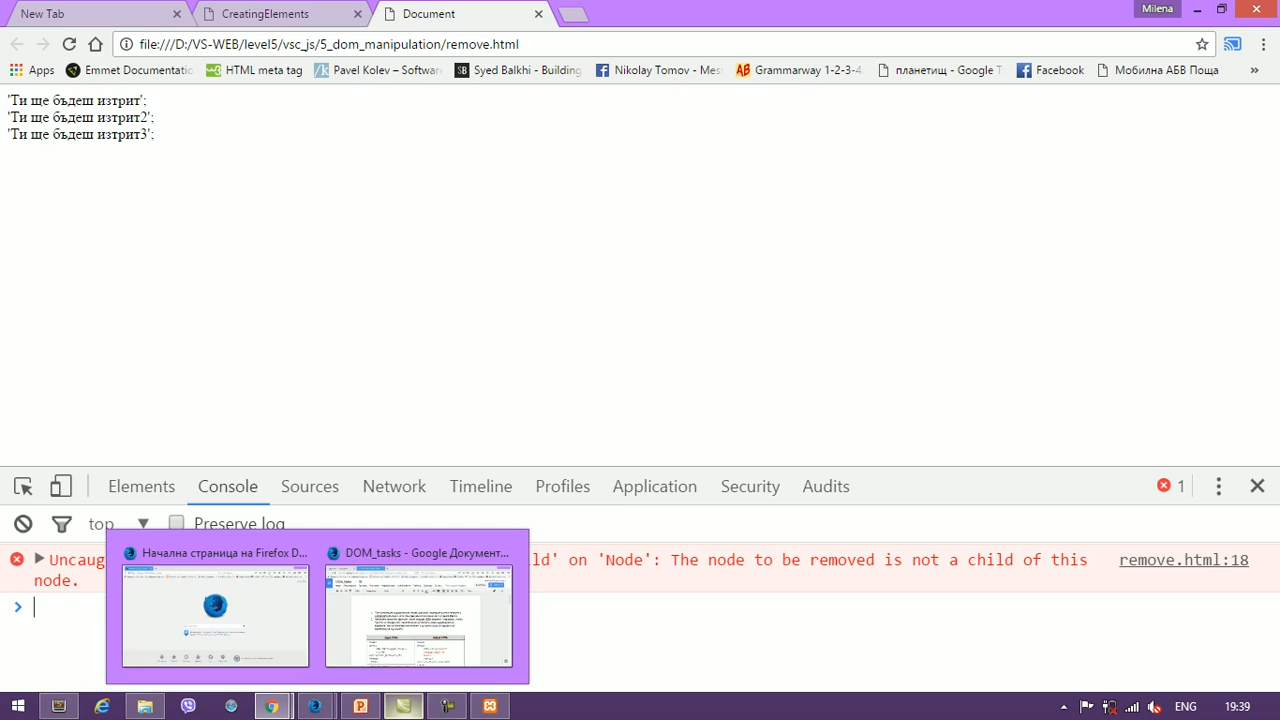 New Tab
CreatingElements
Document
Milena
file:///D:/VS-WEB/level5/vsc_js/5_dom_manipulation/remove.html
Apps
Emmet Documentatio
HTML meta tag
Pavel Kolev – Softwar
Syed Balkhi - Building
Nikolay Tomov - Mess
Grammarway 1-2-3-4.
планетищ - Google T
Facebook
Мобилна АБВ Поща
»
'Ти ще бъдеш изтрит';
'Ти ще бъдеш изтрит2';
'Ти ще бъдеш изтрит3';
Elements
Console
Sources
Network
Timeline
Profiles
Application
Security
Audits
1
top
Preserve log
Uncaug
ld' on 'Node': The node to be removed is not a child of this
remove.html:18
node.
Начална страница на Firefox D...
DOM_tasks - Google Документ...
ENG
19:39